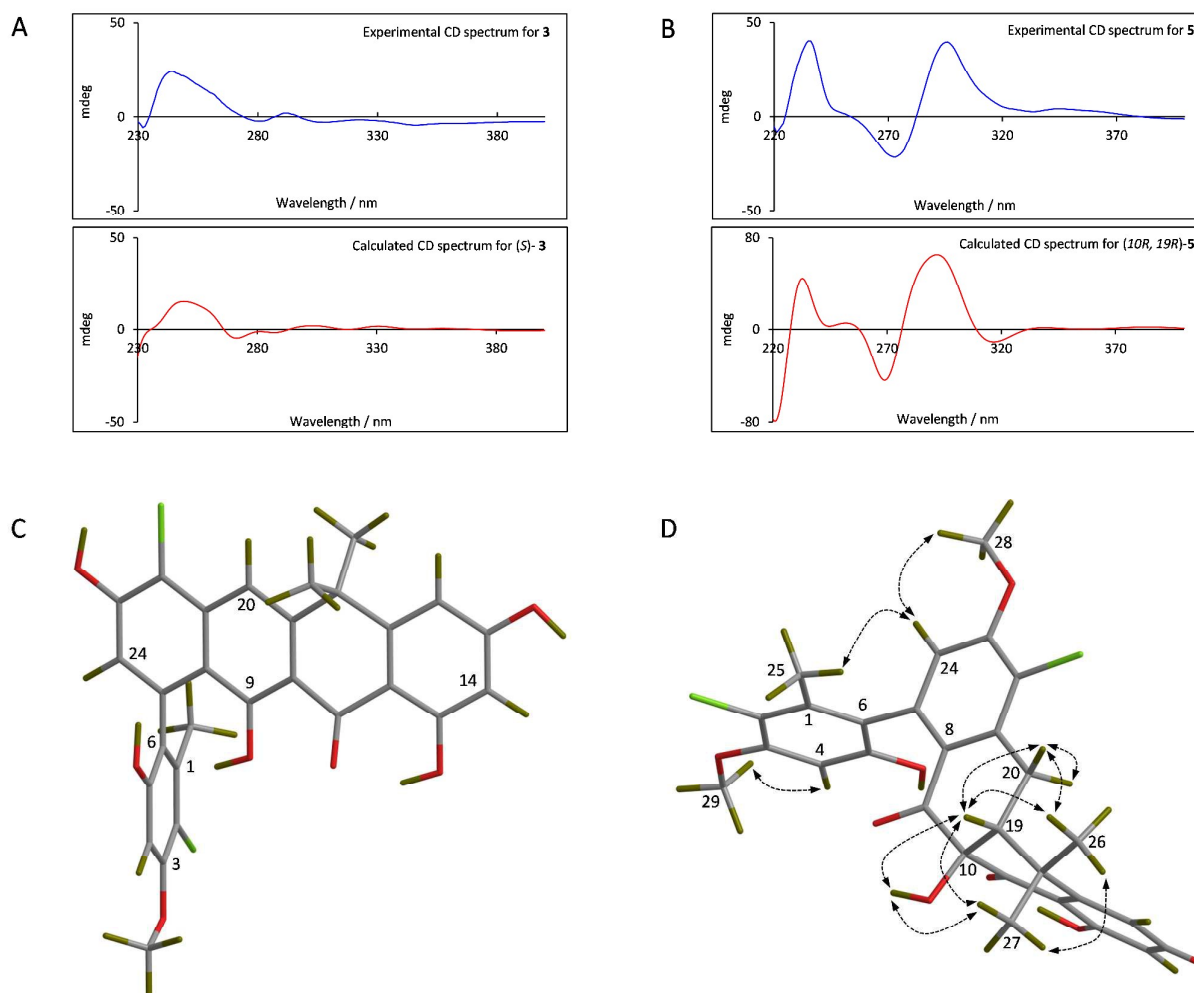 A
Experimental CD spectrum for 3
50
mdeg
0
230 280 330 380
Wavelength / nm
-50
50
Calculated CD spectrum for (S)- 3
mdeg
0
230 280 330 380
Wavelength / nm
-50
B
50
Experimental CD spectrum for 5
mdeg
0
220 270 320 370
Wavelength / nm
-50
80
Calculated CD spectrum for (10R, 19R)-5
mdeg
0
220 270 320 370
Wavelength / nm
-80
C
20
24
9
14
6
1
3
D
28
24
25
6
1
8
4
20
29
19
26
10
27